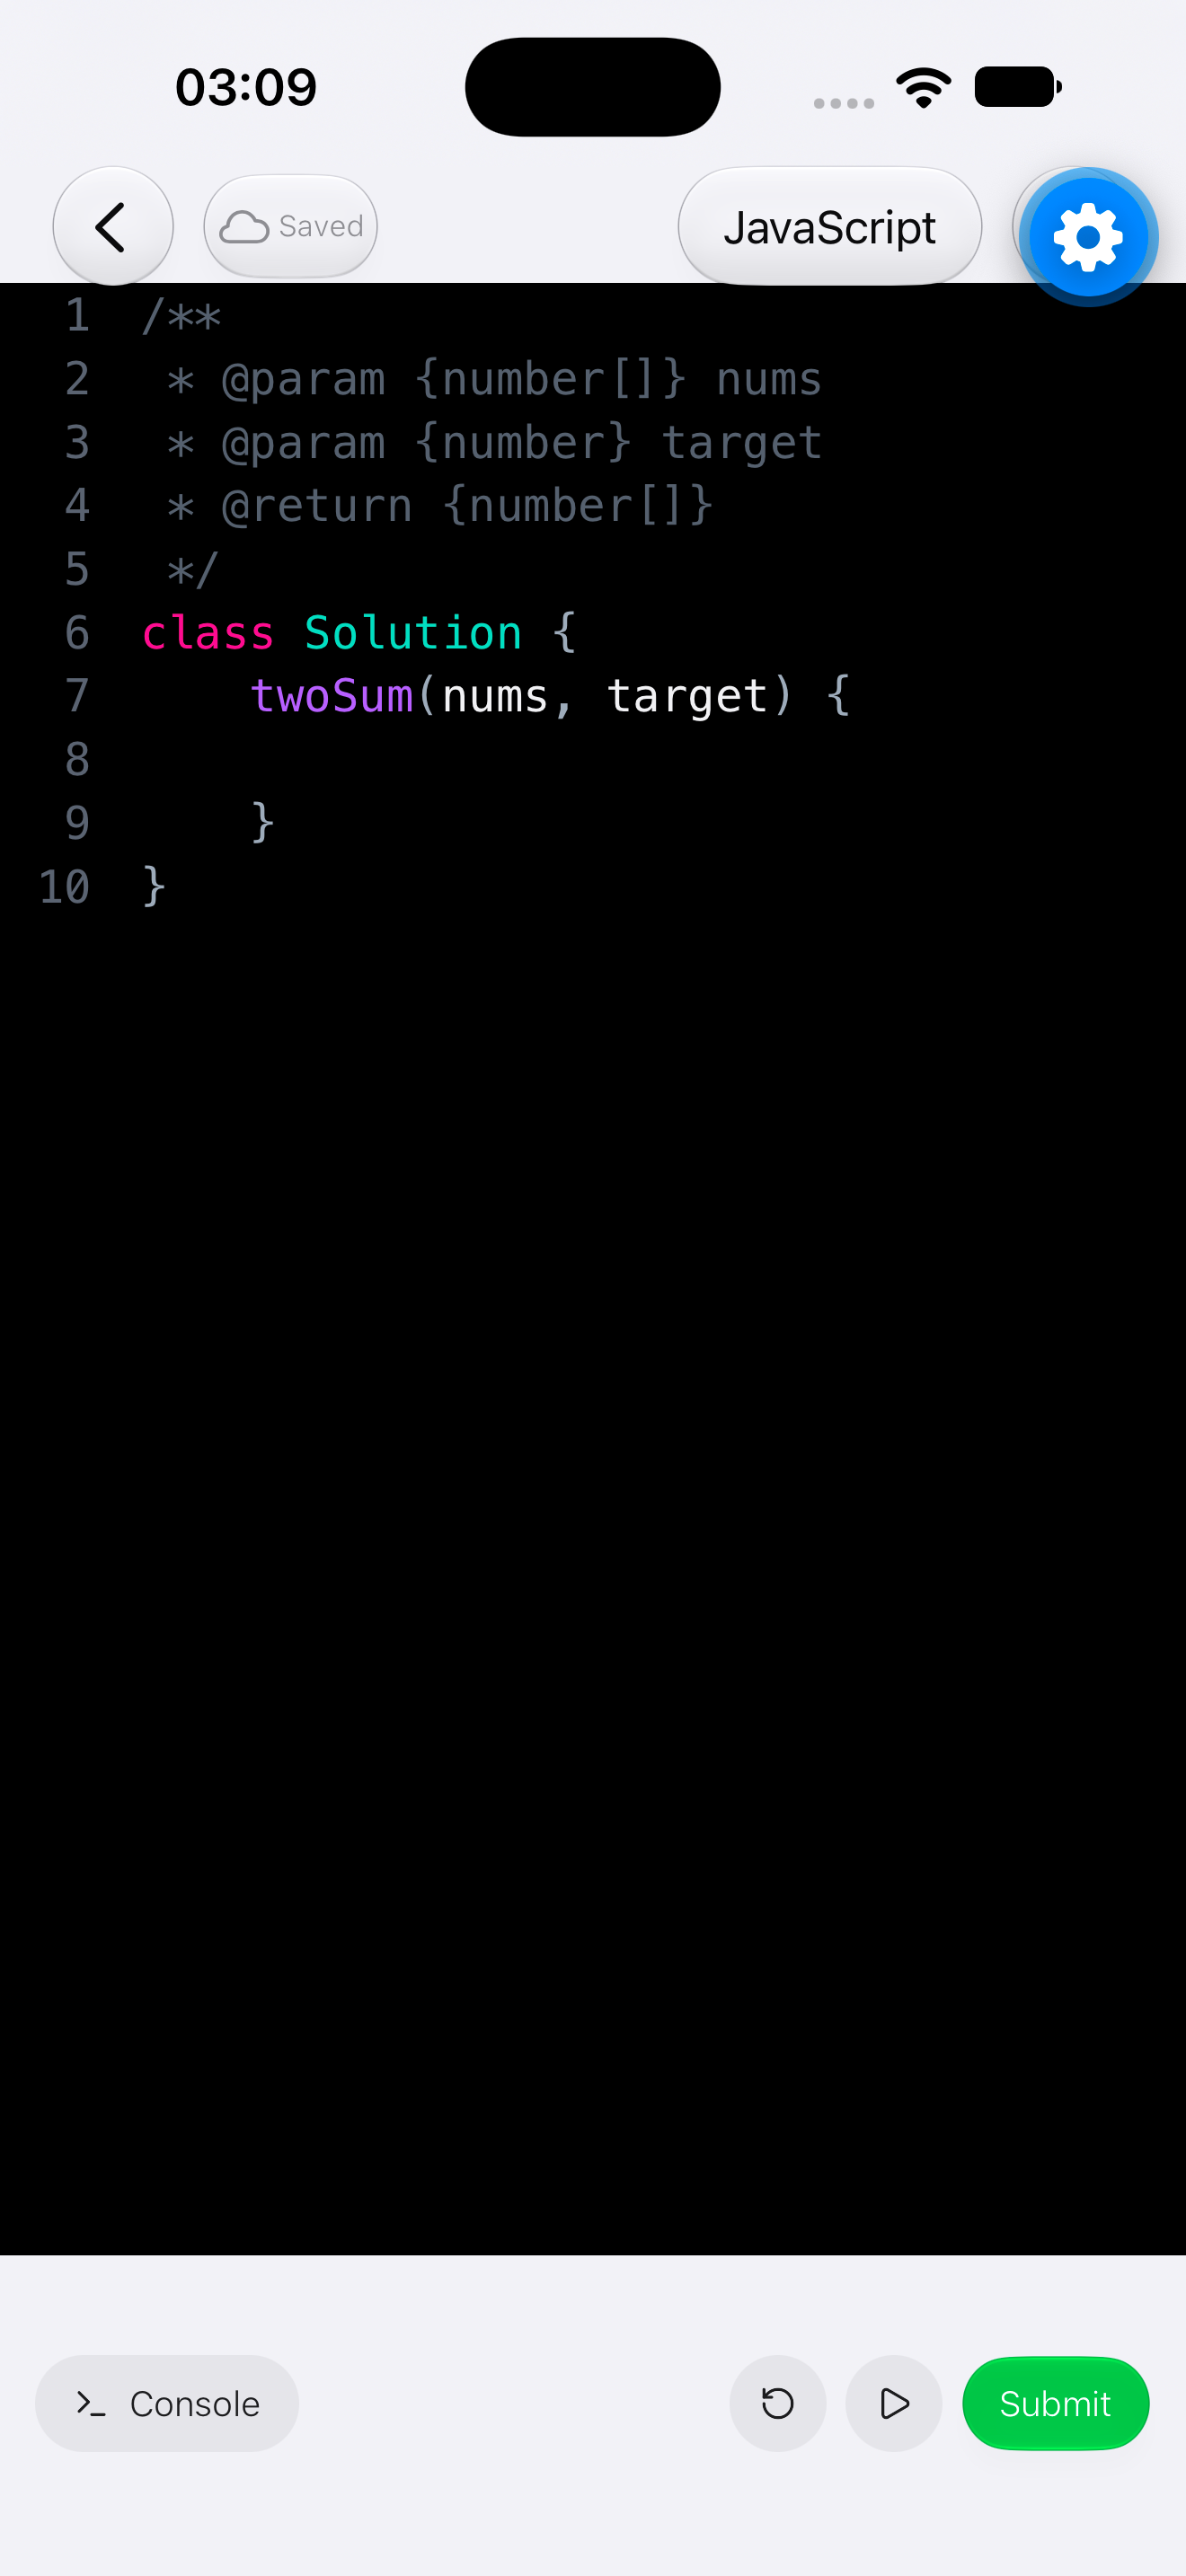 03:09
Saved
JavaScript
1 /**
2  * @param {number[]} nums
3  * @param {number} target
4  * @return {number[]}
5  */
6 class Solution {
7     twoSum(nums, target) {
8
9     }
10 }
>_ Console
Submit